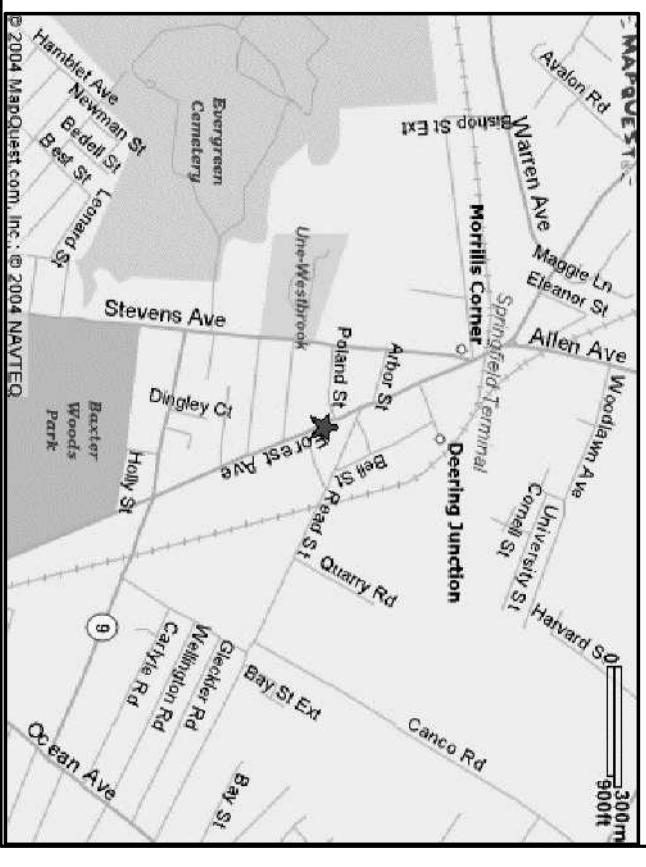 MAPQUEST
0
300m
900ft
Avalon Rd
Warren Ave
Bishop St Ext
Maggie Ln
Eleanor St
Allen Ave
Woodlawn Ave
University St
Cornell St
Morrills Corner
Springfield Terminal
Deering Junction
Canco Rd
Evergreen
Cemetery
Une-Westbrook
Poland St
Arbor St
Bell St
Forest Ave
Read St
Quarry Rd
Bay St Ext
Bay St
Hamblet Ave
Newman St
Bedell St
Best St
Leonard St
Stevens Ave
Dingley Ct
Holly St
Baxter
Woods
Park
9
Gleckler Rd
Wellington Rd
Carlyle Rd
Ocean Ave
© 2004 MapQuest.com, Inc.; © 2004 NAVTEQ